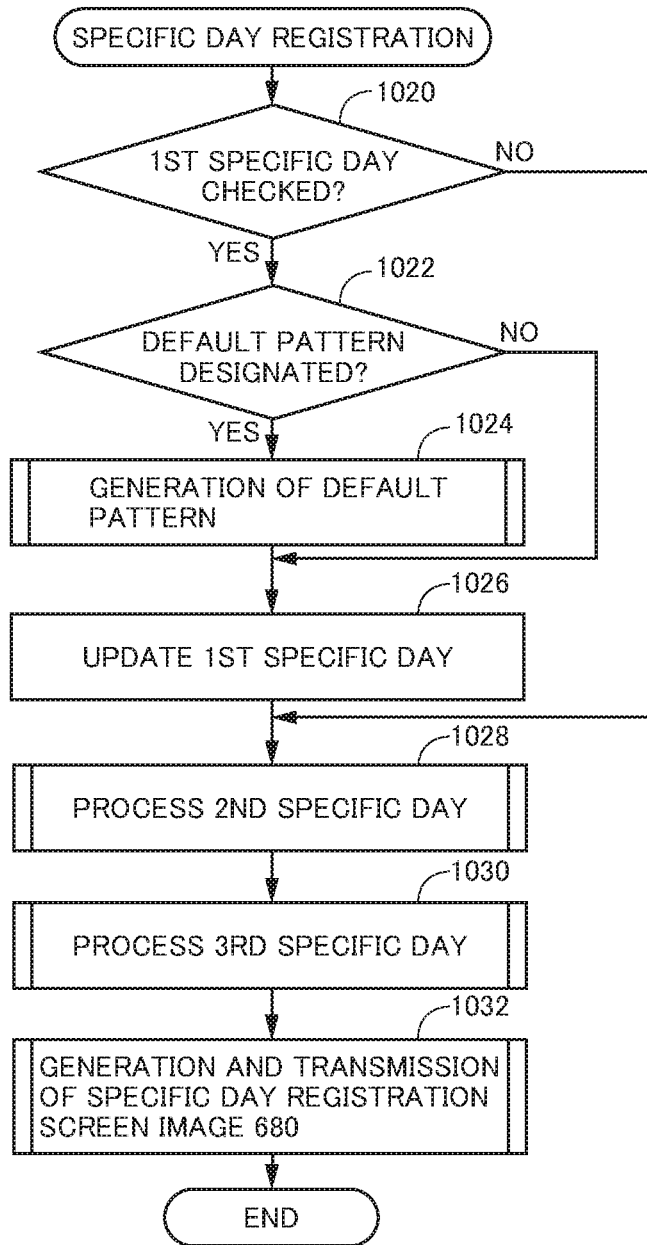 SPECIFIC DAY REGISTRATION
1020
1ST SPECIFIC DAY
CHECKED?
NO
YES
1022
DEFAULT PATTERN
DESIGNATED?
NO
YES
1024
GENERATION OF DEFAULT
PATTERN
1026
UPDATE 1ST SPECIFIC DAY
1028
PROCESS 2ND SPECIFIC DAY
1030
PROCESS 3RD SPECIFIC DAY
1032
GENERATION AND TRANSMISSION
OF SPECIFIC DAY REGISTRATION
SCREEN IMAGE 680
END